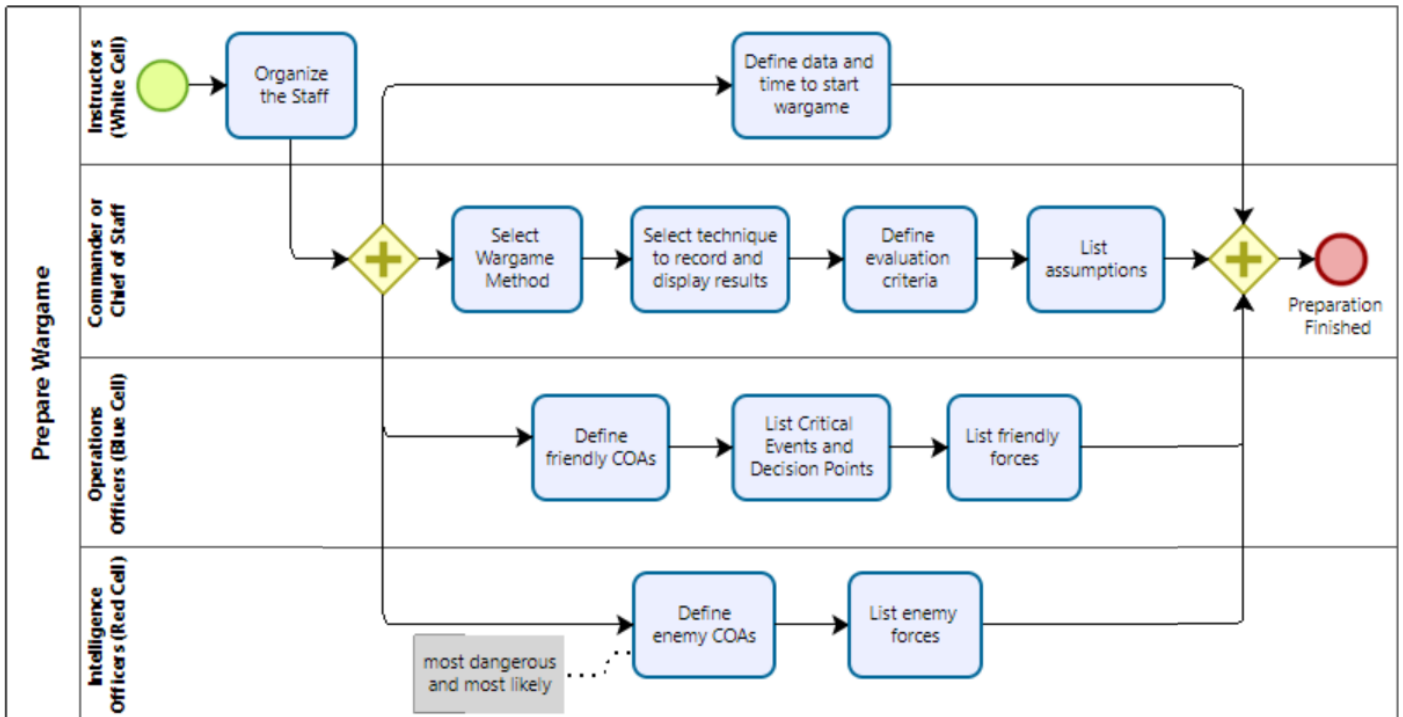 Prepare Wargame
Instructors
(White Cell)
Organize
the Staff
Define data and
time to start
wargame
Commander or
Chief of Staff
Select
Wargame
Method
Select technique
to record and
display results
Define
evaluation
criteria
List
assumptions
Preparation
Finished
Operations
Officers (Blue Cell)
Define
friendly COAs
List Critical
Events and
Decision Points
List friendly
forces
Intelligence
Officers (Red Cell)
most dangerous
and most likely
Define
enemy COAs
List enemy
forces